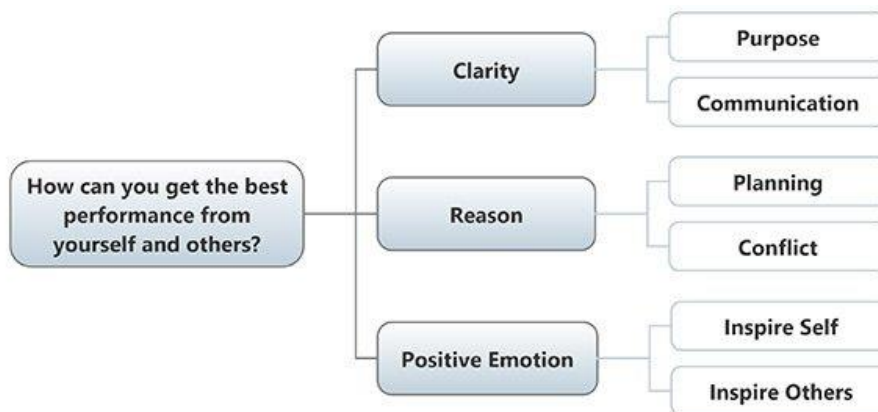 How can you get the best
performance from
yourself and others?
Clarity
Purpose
Communication
Reason
Planning
Conflict
Positive Emotion
Inspire Self
Inspire Others